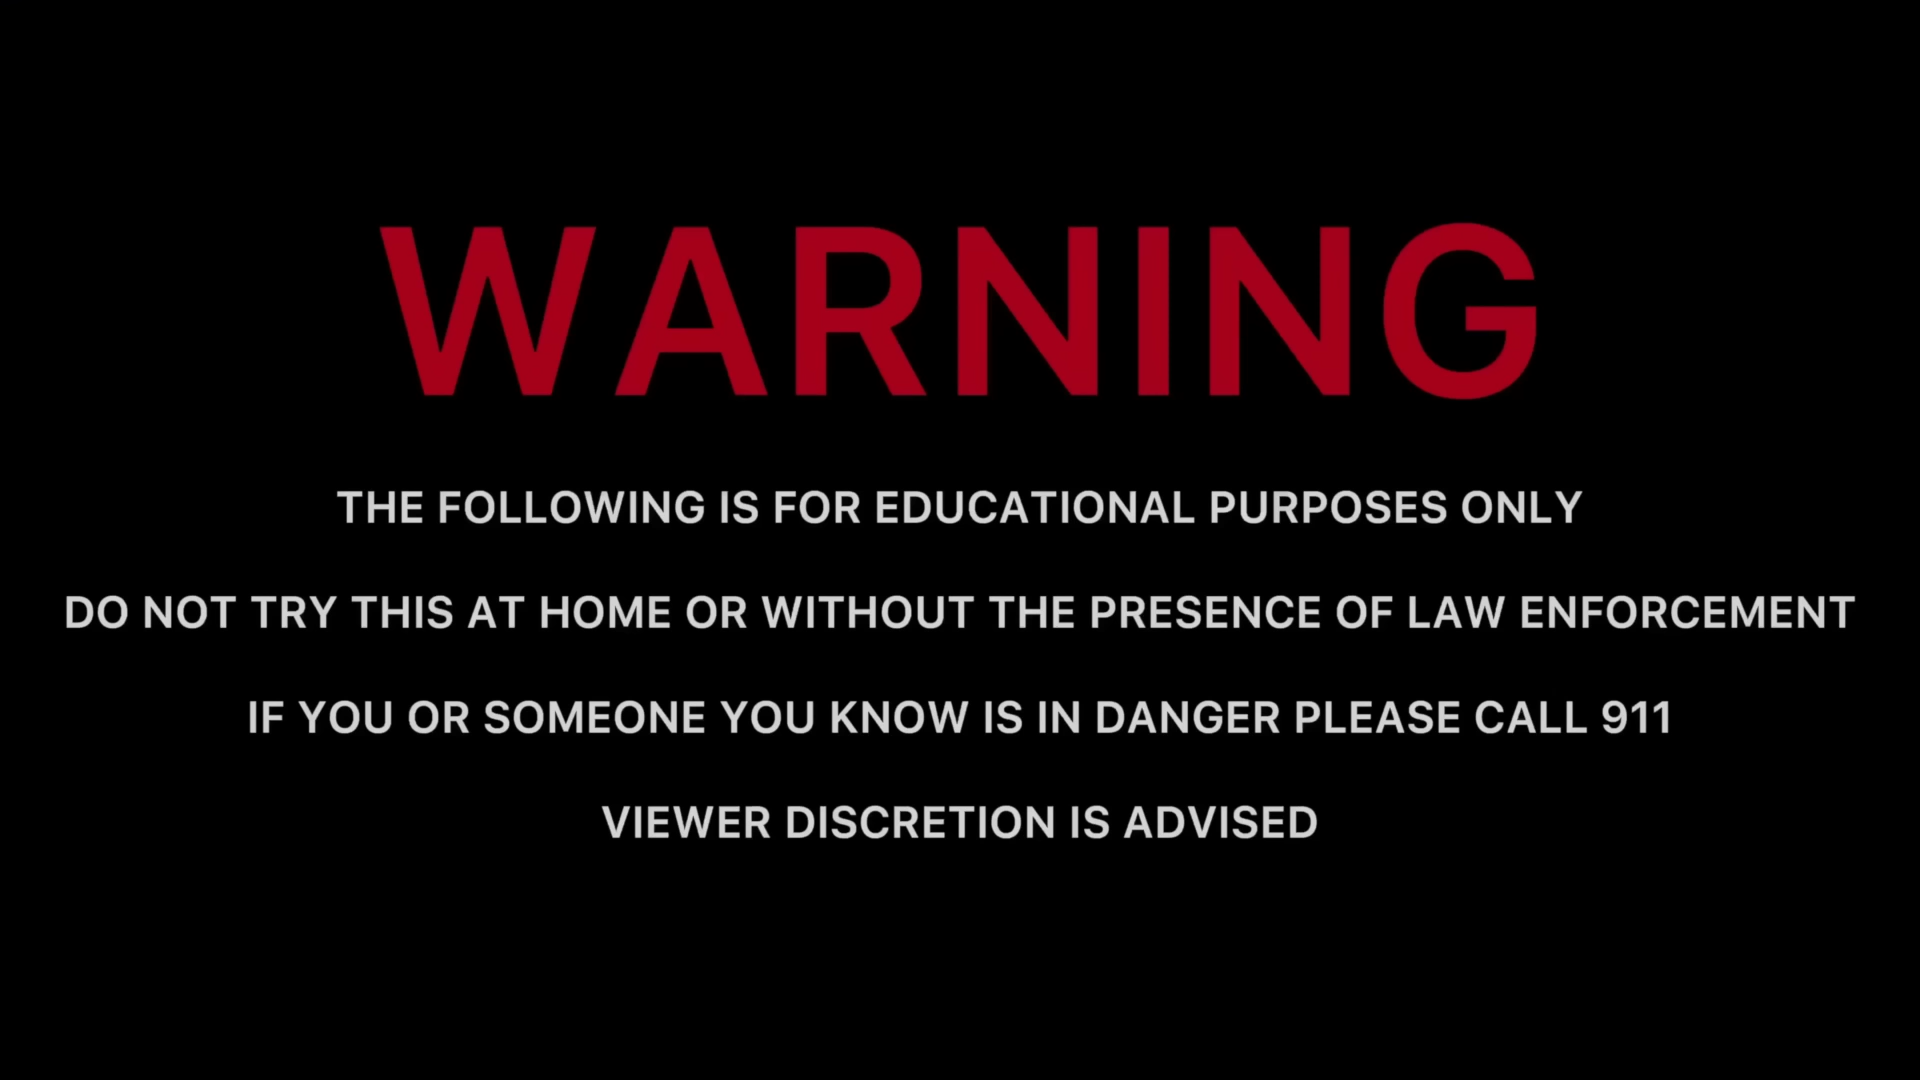 WARNING
THE FOLLOWING IS FOR EDUCATIONAL PURPOSES ONLY
DO NOT TRY THIS AT HOME OR WITHOUT THE PRESENCE OF LAW ENFORCEMENT
IF YOU OR SOMEONE YOU KNOW IS IN DANGER PLEASE CALL 911
VIEWER DISCRETION IS ADVISED